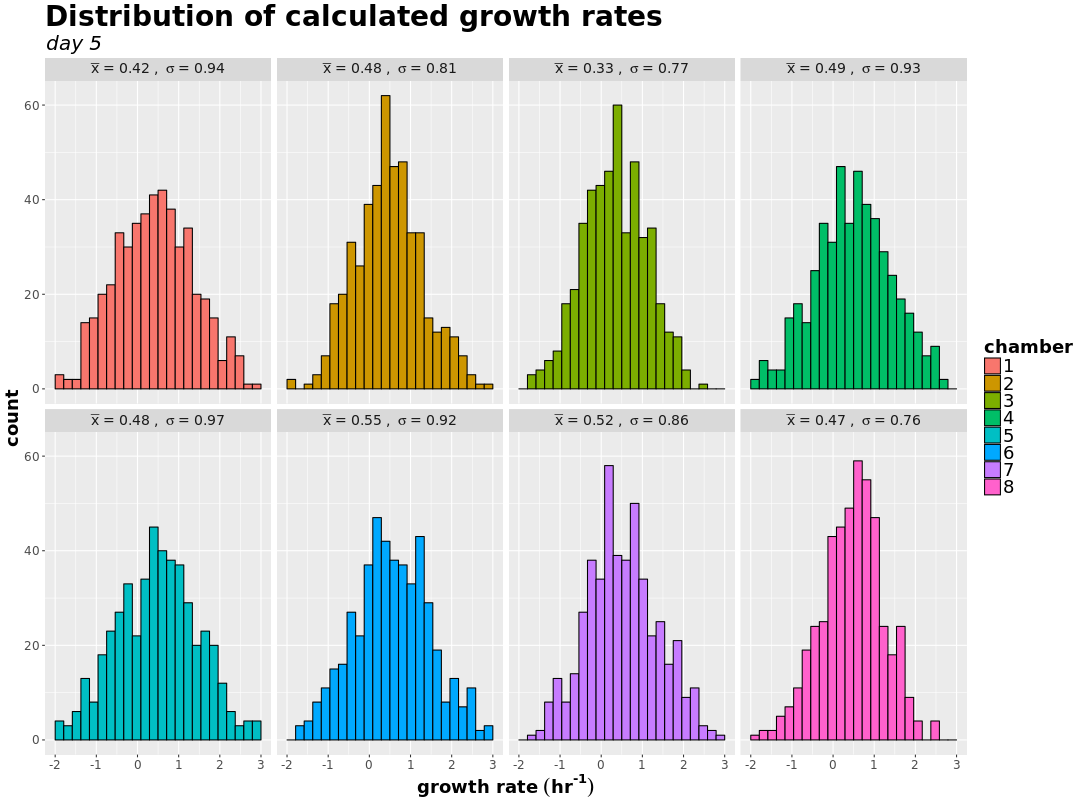 Distribution of calculated growth rates
day 5
x̅ = 0.42 , σ = 0.94
x̅ = 0.48 , σ = 0.81
x̅ = 0.33 , σ = 0.77
x̅ = 0.49 , σ = 0.93
60
40
20
0
x̅ = 0.48 , σ = 0.97
x̅ = 0.55 , σ = 0.92
x̅ = 0.52 , σ = 0.86
x̅ = 0.47 , σ = 0.76
60
40
20
0
-2 -1 0 1 2 3
-2 -1 0 1 2 3
-2 -1 0 1 2 3
-2 -1 0 1 2 3
count
growth rate (hr⁻¹)
chamber
1
2
3
4
5
6
7
8